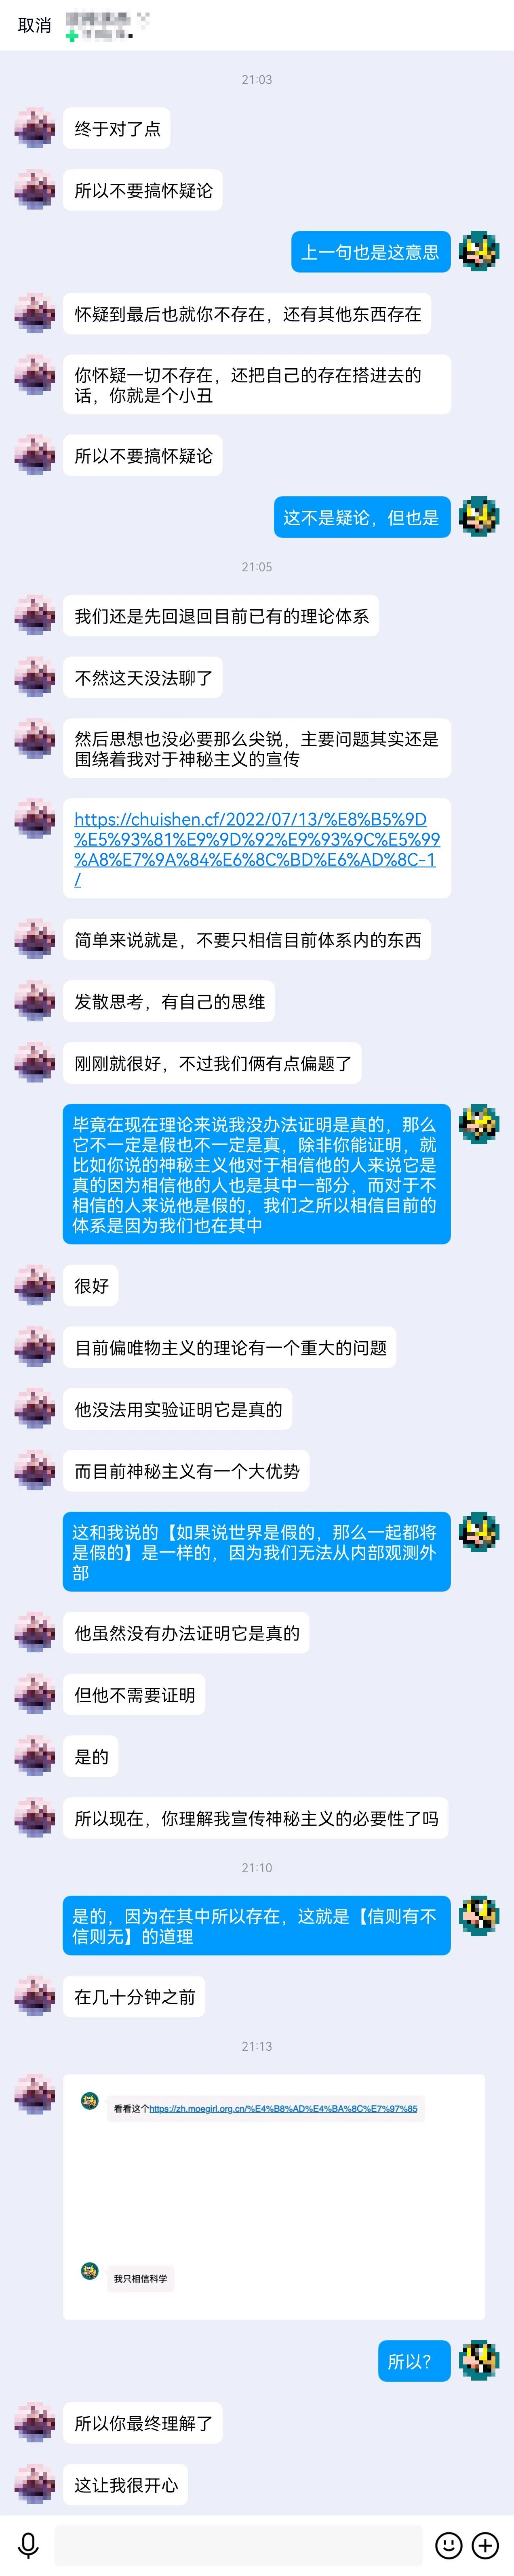 取消
21:03
终于对了点
所以不要搞怀疑论
上一句也是这意思
怀疑到最后也就你不存在，还有其他东西存在
你怀疑一切不存在，还把自己的存在搭进去的
话，你就是个小丑
所以不要搞怀疑论
这不是疑论，但也是
21:05
我们还是先回退回目前已有的理论体系
不然这天没法聊了
然后思想也没必要那么尖锐，主要问题其实还是
围绕着我对于神秘主义的宣传
https://chuishen.cf/2022/07/13/%E8%B5%9D
%E5%93%81%E9%9D%92%E9%93%9C%E5%99
%A8%E7%9A%84%E6%8C%BD%E6%AD%8C-1
/
简单来说就是，不要只相信目前体系内的东西
发散思考，有自己的思维
刚刚就很好，不过我们俩有点偏题了
毕竟在现在理论来说我没办法证明是真的，那么
它不一定是假也不一定是真，除非你能证明，就
比如你说的神秘主义他对于相信他的人来说它是
真的因为相信他的人也是其中一部分，而对于不
相信的人来说他是假的，我们之所以相信目前的
体系是因为我们也在其中
很好
目前偏唯物主义的理论有一个重大的问题
他没法用实验证明它是真的
而目前神秘主义有一个大优势
这和我说的【如果说世界是假的，那么一起都将
是假的】是一样的，因为我们无法从内部观测外
部
他虽然没有办法证明它是真的
但他不需要证明
是的
所以现在，你理解我宣传神秘主义的必要性了吗
21:10
是的，因为在其中所以存在，这就是【信则有不
信则无】的道理
在几十分钟之前
21:13
看看这个https://zh.moegirl.org.cn/%E4%B8%AD%E4%BA%8C%E7%97%85
我只相信科学
所以？
所以你最终理解了
这让我很开心